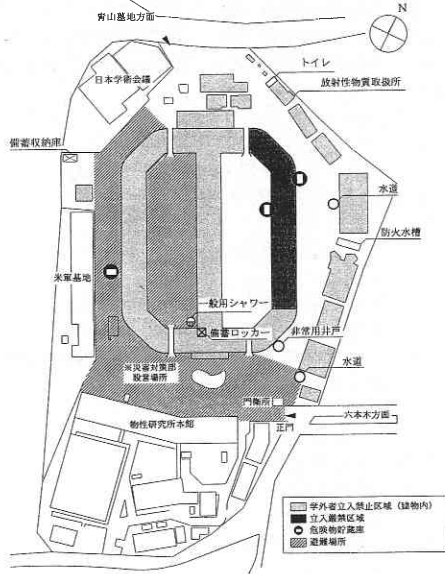 青山墓地方面
N
トイレ
日本学術会議
放射性物質取扱所
備蓄収納庫
水道
防火水槽
米軍基地
一般用シャワー
備蓄ロッカー
非常用井戸
※災害対策部
設営場所
水道
門衛所
六本木方面
物性研究所本館
正門
学外者立入禁止区域（建物内）
立入厳禁区域
危険物貯蔵庫
避難場所